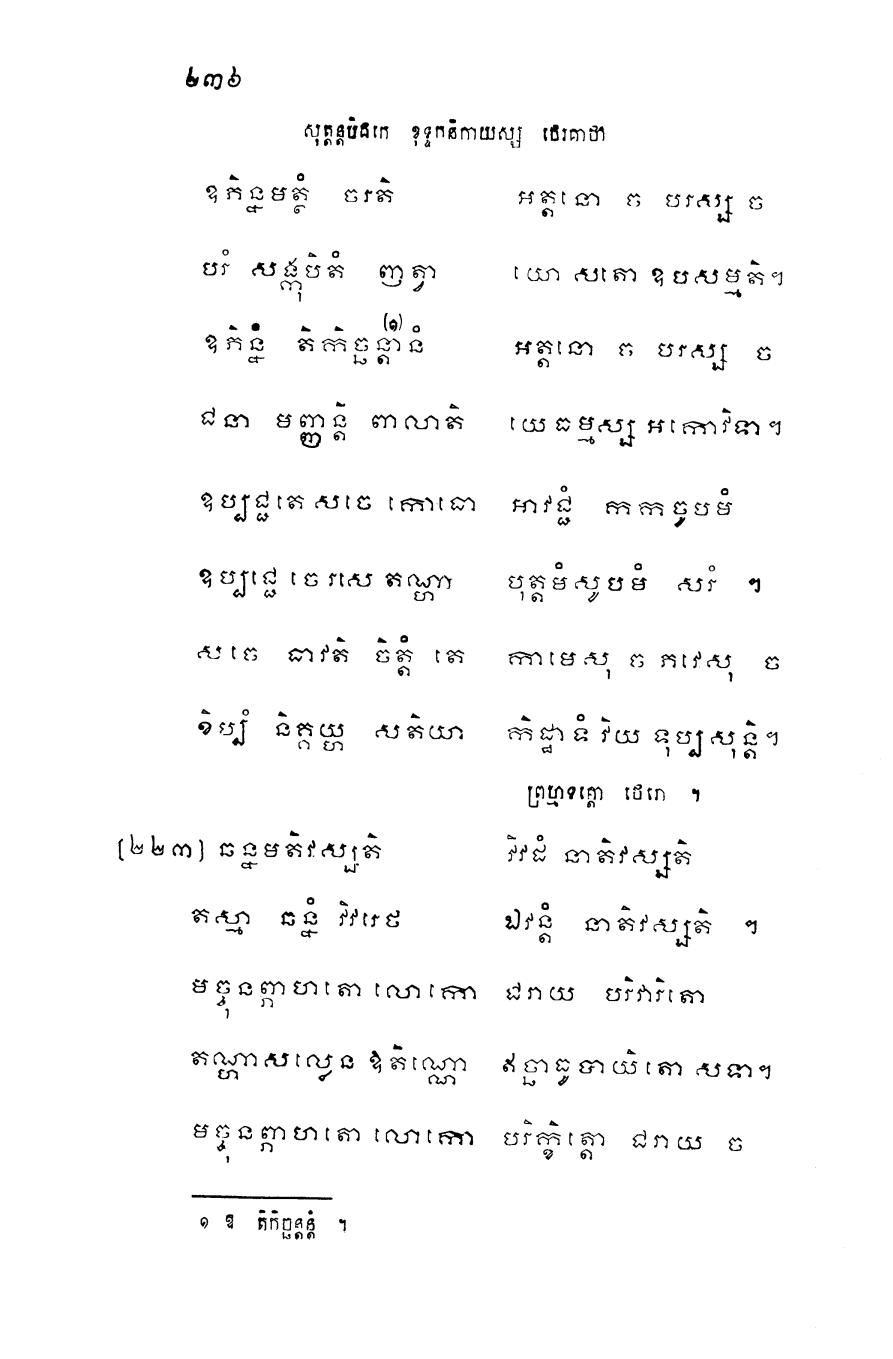 ២៣៦
សុត្តន្តបិដកេ ខុទ្ទកនិកាយស្ស ថេរគាថា
ឧភិន្នមត្ថំ ចរតិ អត្តនោ ច បរស្ស ច
បរំ សង្កុបិតំ ញត្វា យោ សតោ ឧបសម្មតិ។
ឧភិន្នំ តិកិច្ឆន្តានំ (១) អត្តនោ ច បរស្ស ច
ជនា មញ្ញន្តិ ពាលាតិ យេ ធម្មស្ស អកោវិទា។
ឧប្បជ្ជតេ សចេ កោធោ អាវជ្ជំ កកចូបមំ
ឧប្បជ្ជេ ចេ រសេ តណ្ហា បុត្តមំសូបមំ សរំ ។
សចេ ធាវតិ ចិត្តំ តេ កាមេសុ ច ភវេសុ ច
ខិប្បំ និគ្គយ្ហ សតិយា កិដ្ឋាទំ វិយ ទុប្បសុន្តិ។
ព្រហ្មទត្តោ ថេរោ ។
[២២៣] ឆន្នមតិវស្សតិ វិវដំ នាតិវស្សតិ
តស្មា ឆន្នំ វិវរេថ ឯវន្តំ នាតិវស្សតិ ។
មច្ចុនព្ភាហតោ លោកោ ជរាយ បរិវារិតោ
តណ្ហាសល្លេន ឱតិណ្ណោ ឥច្ឆាធូបាយិតោ សទា។
មច្ចុនព្ភាហតោ លោកោ បរិក្ខិត្តោ ជរាយ ច
១ ឱ តិកិច្ឆន្តន្តំ ។